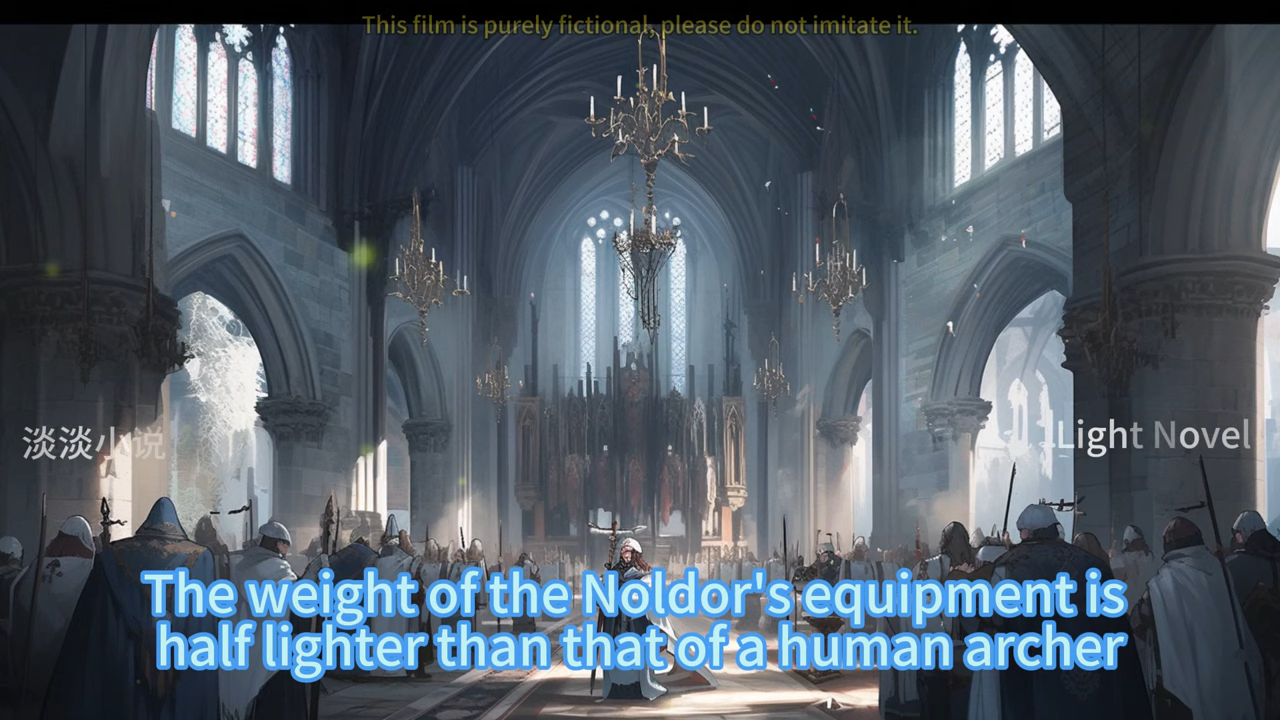 This film is purely fictional, please do not imitate it.
淡淡小说
Light Novel
The weight of the Noldor's equipment is
half lighter than that of a human archer